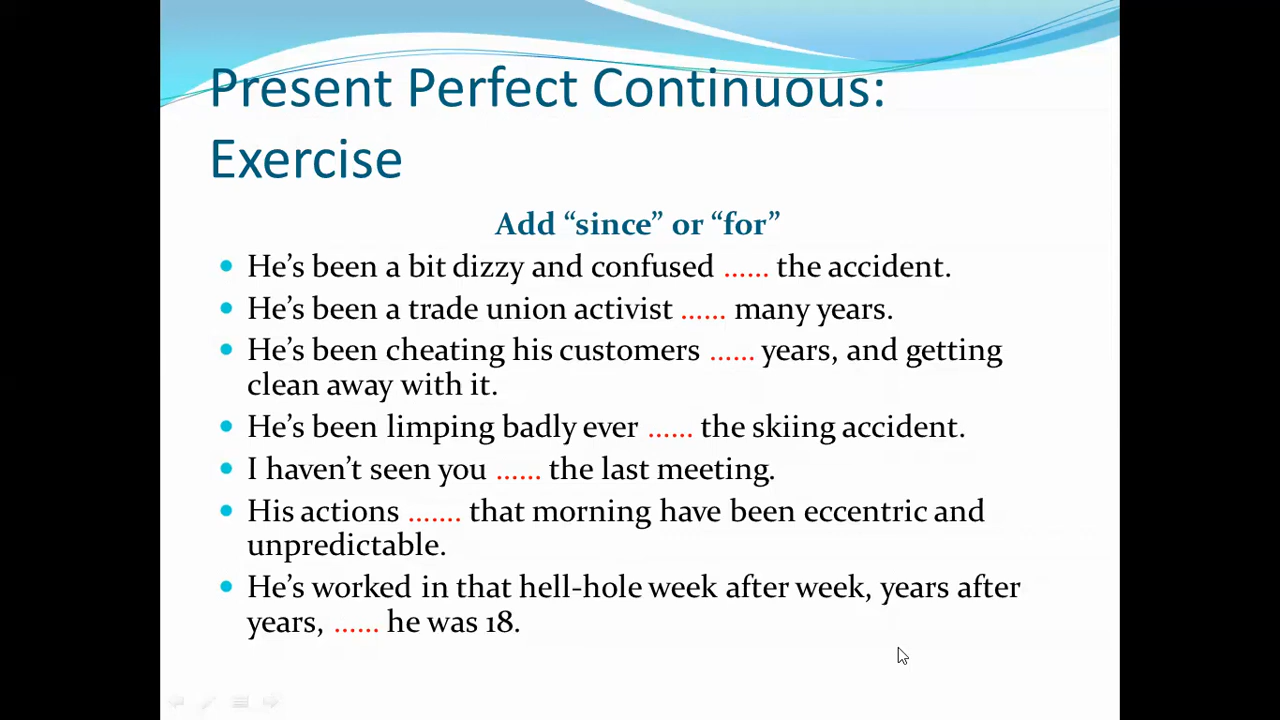 Present Perfect Continuous:
Exercise
Add “since” or “for”
• He’s been a bit dizzy and confused ...... the accident.
• He’s been a trade union activist ...... many years.
• He’s been cheating his customers ...... years, and getting
clean away with it.
• He’s been limping badly ever ...... the skiing accident.
• I haven’t seen you ...... the last meeting.
• His actions ....... that morning have been eccentric and
unpredictable.
• He’s worked in that hell-hole week after week, years after
years, ...... he was 18.